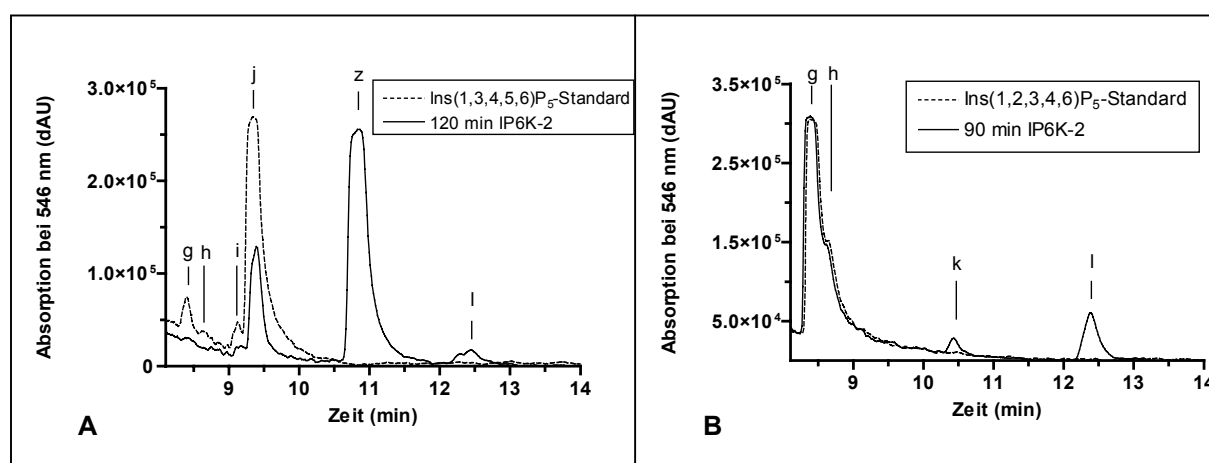 j
z
3.0×10⁵
Ins(1,3,4,5,6)P₅-Standard
120 min IP6K-2
2.0×10⁵
g
h
i
1.0×10⁵
l
0
9 10 11 12 13 14
Absorption bei 546 nm (dAU)
Zeit (min)
A
g h
3.5×10⁵
Ins(1,2,3,4,6)P₅-Standard
90 min IP6K-2
2.5×10⁵
1.5×10⁵
k
l
5.0×10⁴
9 10 11 12 13 14
Absorption bei 546 nm (dAU)
Zeit (min)
B